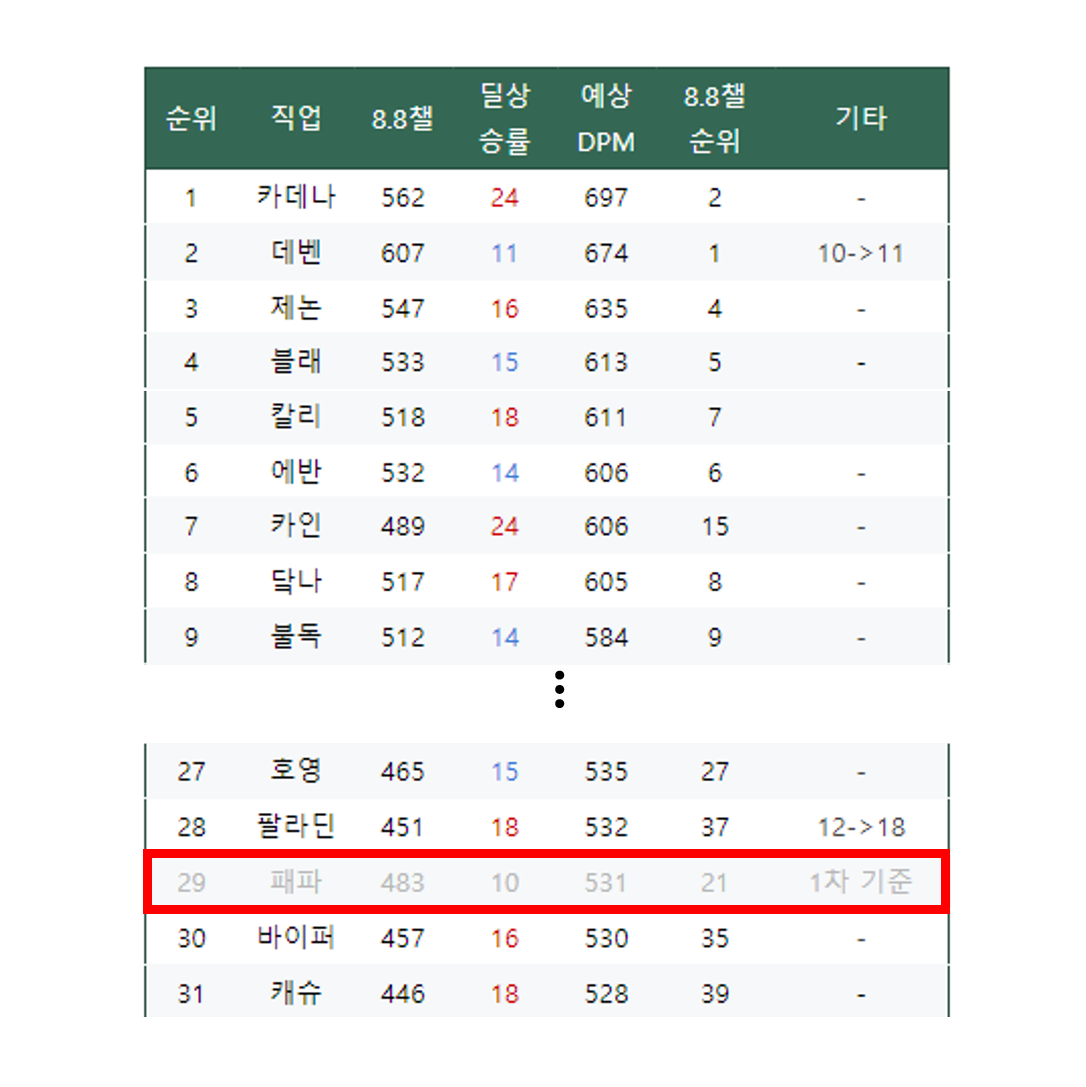 순위 직업 8.8챌 딜상 승률 예상 DPM 8.8챌 순위 기타
1 카데나 562 24 697 2 -
2 데벤 607 11 674 1 10->11
3 제논 547 16 635 4 -
4 블래 533 15 613 5 -
5 칼리 518 18 611 7
6 에반 532 14 606 6 -
7 카인 489 24 606 15 -
8 닼나 517 17 605 8 -
9 불독 512 14 584 9 -
27 호영 465 15 535 27 -
28 팔라딘 451 18 532 37 12->18
29 패파 483 10 531 21 1차 기준
30 바이퍼 457 16 530 35 -
31 캐슈 446 18 528 39 -